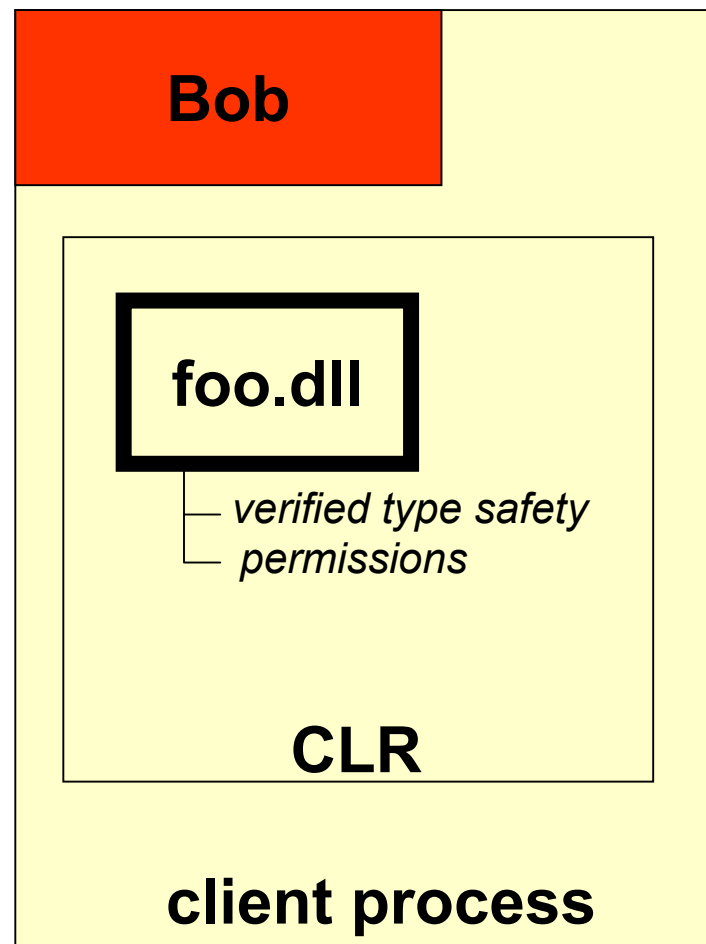 Bob
foo.dll
verified type safety
permissions
CLR
client process